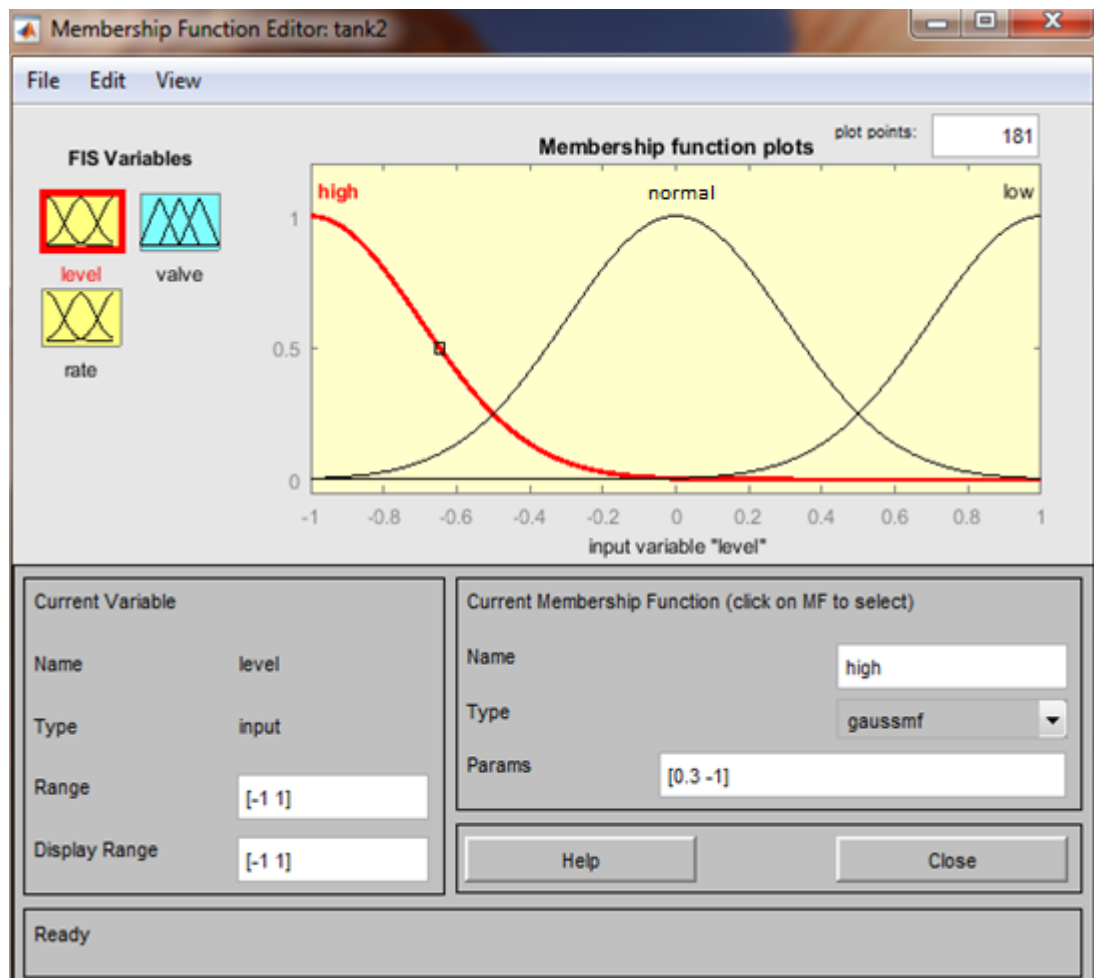 Membership Function Editor: tank2
File Edit View
FIS Variables
level
valve
rate
plot points: 181
Membership function plots
high normal low
1
0.5
0
-1 -0.8 -0.6 -0.4 -0.2 0 0.2 0.4 0.6 0.8 1
input variable "level"
Current Variable
Name level
Type input
Range [-1 1]
Display Range [-1 1]
Current Membership Function (click on MF to select)
Name high
Type gaussmf
Params [0.3 -1]
Help Close
Ready